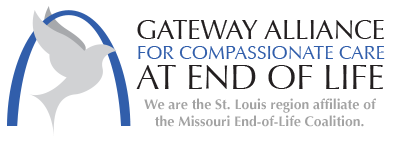 GATEWAY ALLIANCE
FOR COMPASSIONATE CARE
AT END OF LIFE
We are the St. Louis region affiliate of
the Missouri End-of-Life Coalition.